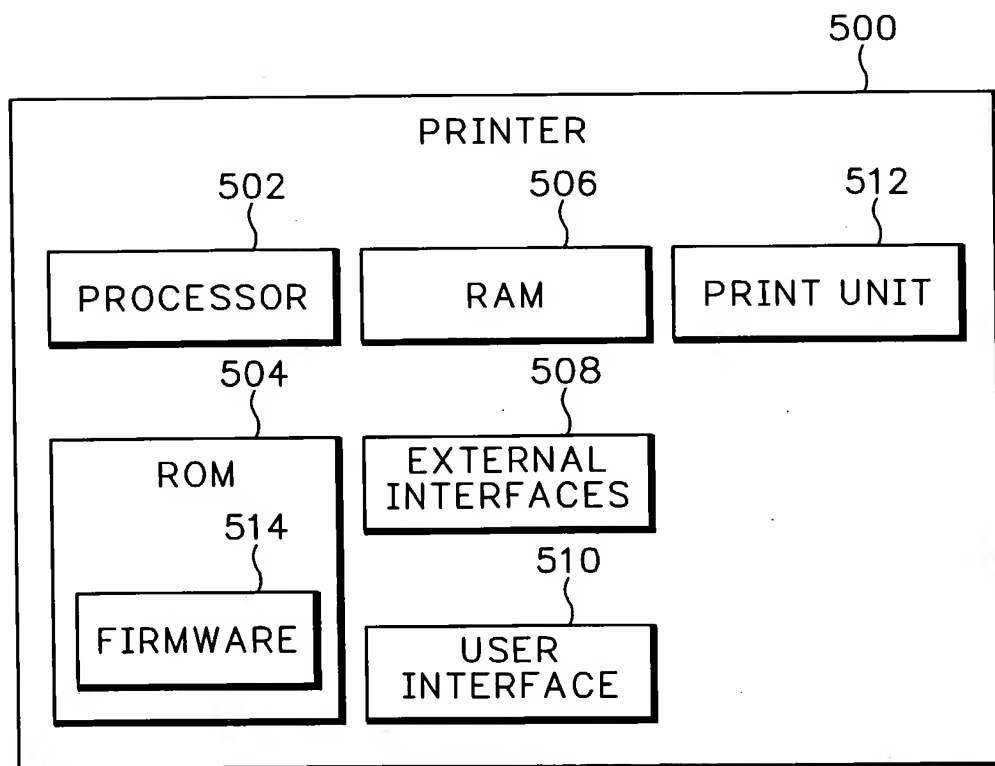 500
PRINTER
502
506
512
PROCESSOR
RAM
PRINT UNIT
504
508
ROM
EXTERNAL
INTERFACES
514
510
FIRMWARE
USER
INTERFACE